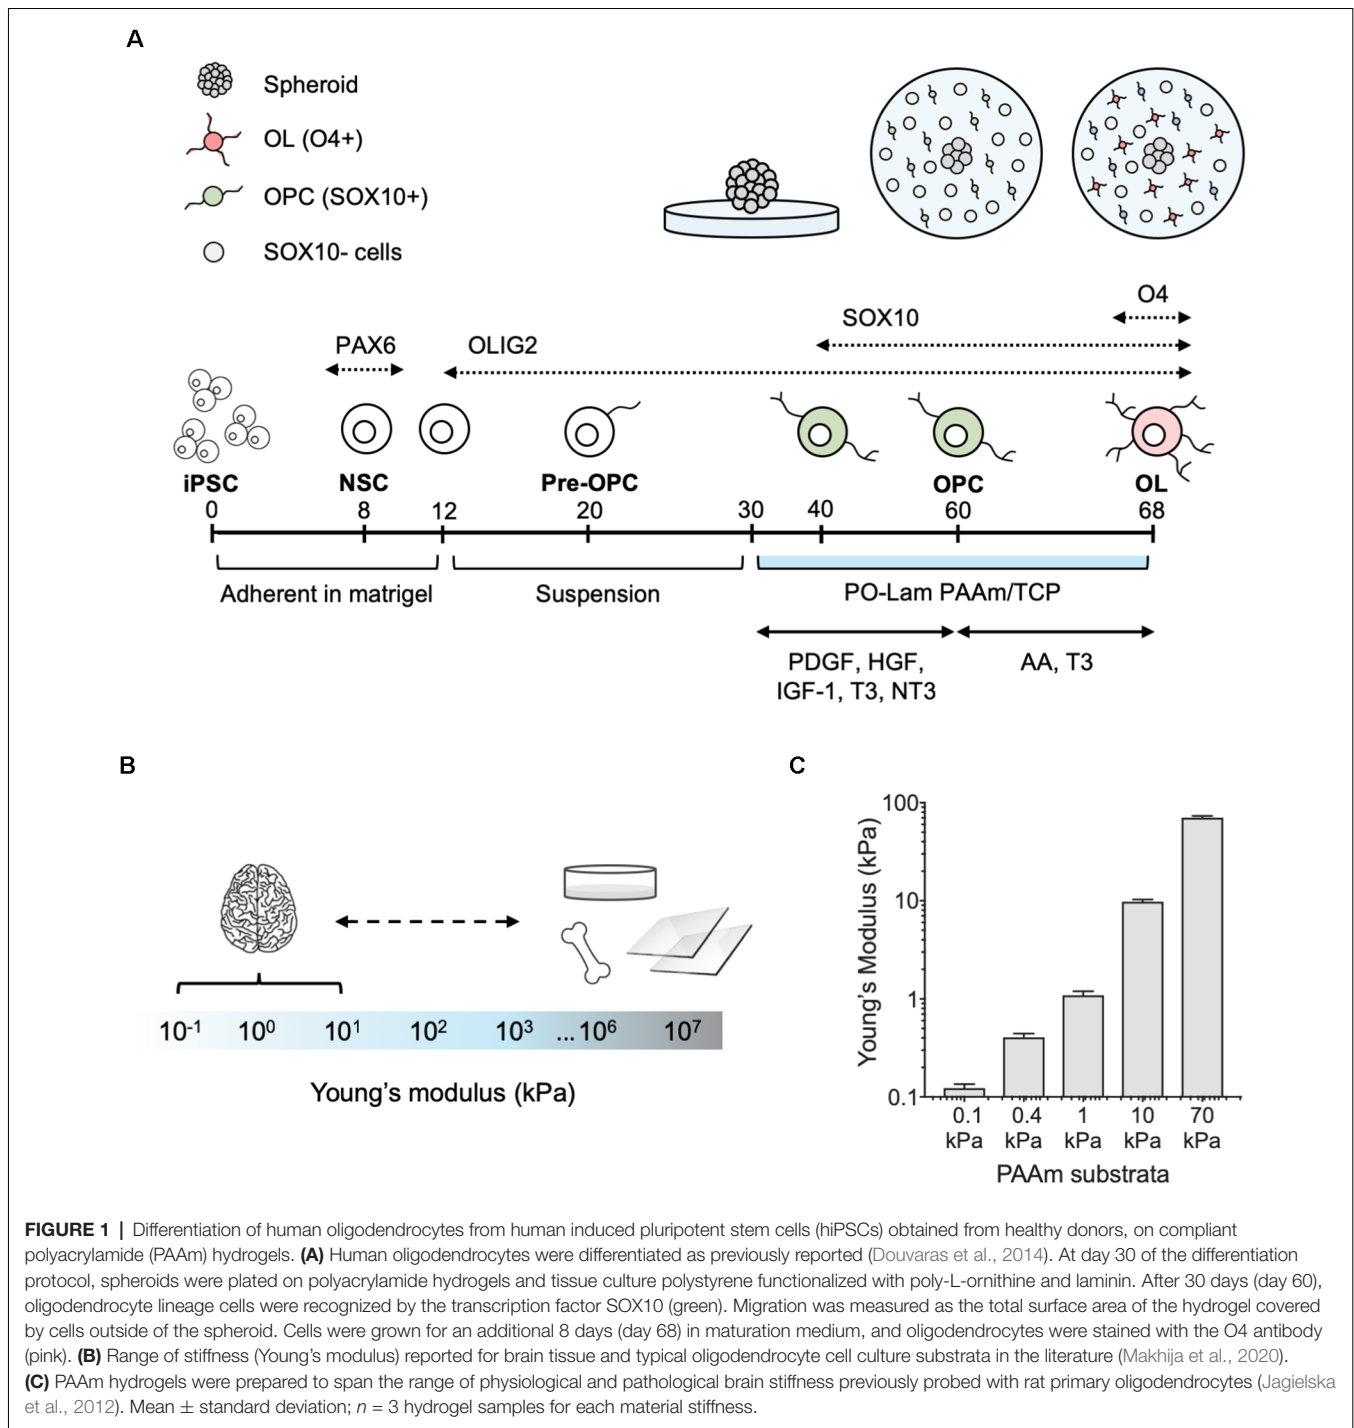 A
Spheroid
OL (O4+)
OPC (SOX10+)
SOX10- cells
O4
SOX10
PAX6
OLIG2
iPSC
NSC
Pre-OPC
OPC
OL
0
8
12
20
30
40
60
68
Adherent in matrigel
Suspension
PO-Lam PAAm/TCP
PDGF, HGF,
IGF-1, T3, NT3
AA, T3
B
10⁻¹ 10⁰ 10¹ 10² 10³ ...10⁶ 10⁷
Young's modulus (kPa)
C
Young's Modulus (kPa)
100
10
1
0.1
0.1 kPa
0.4 kPa
1 kPa
10 kPa
70 kPa
PAAm substrata
FIGURE 1 | Differentiation of human oligodendrocytes from human induced pluripotent stem cells (hiPSCs) obtained from healthy donors, on compliant
polyacrylamide (PAAm) hydrogels. (A) Human oligodendrocytes were differentiated as previously reported (Douvaras et al., 2014). At day 30 of the differentiation
protocol, spheroids were plated on polyacrylamide hydrogels and tissue culture polystyrene functionalized with poly-L-ornithine and laminin. After 30 days (day 60),
oligodendrocyte lineage cells were recognized by the transcription factor SOX10 (green). Migration was measured as the total surface area of the hydrogel covered
by cells outside of the spheroid. Cells were grown for an additional 8 days (day 68) in maturation medium, and oligodendrocytes were stained with the O4 antibody
(pink). (B) Range of stiffness (Young's modulus) reported for brain tissue and typical oligodendrocyte cell culture substrata in the literature (Makhija et al., 2020).
(C) PAAm hydrogels were prepared to span the range of physiological and pathological brain stiffness previously probed with rat primary oligodendrocytes (Jagielska
et al., 2012). Mean ± standard deviation; n = 3 hydrogel samples for each material stiffness.